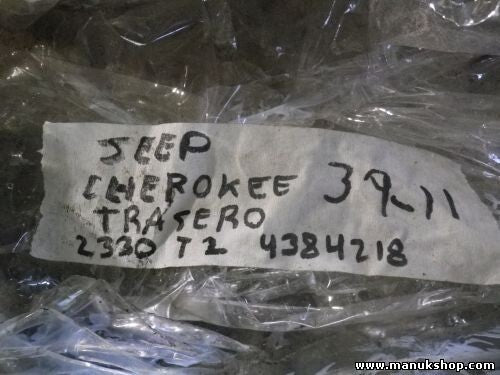 JEEP
CHEROKEE 39-11
TRASERO
2330 T2 4384218
www.manukshop.com